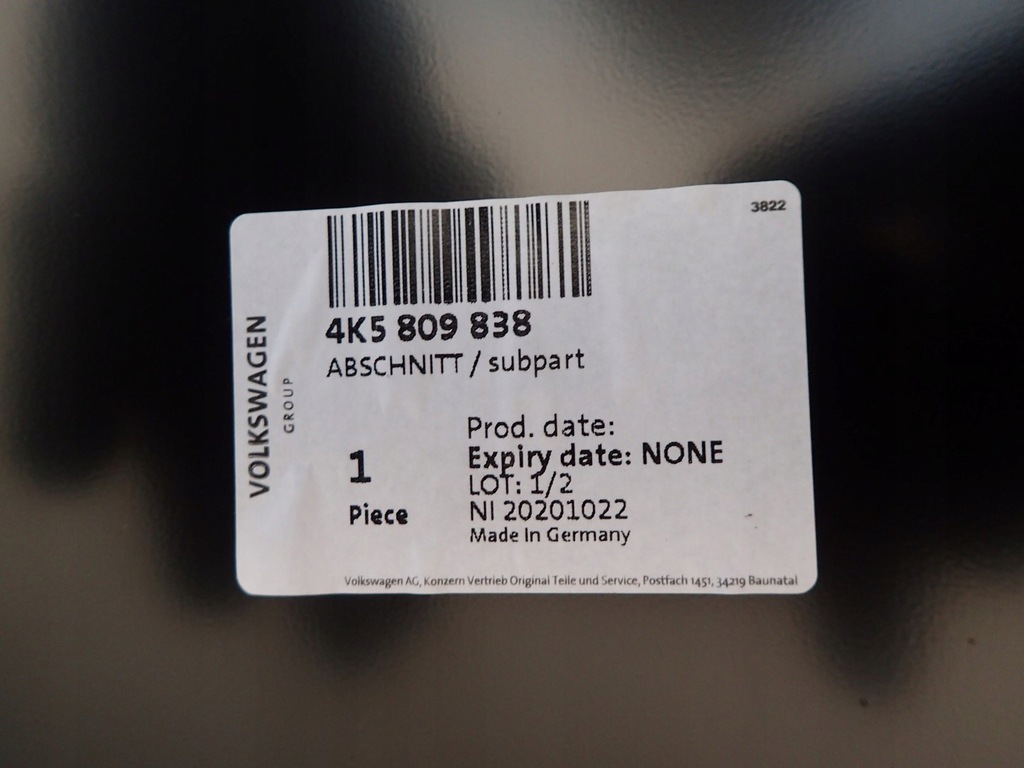 3822
VOLKSWAGEN
GROUP
4K5 809 838
ABSCHNITT / subpart
Prod. date:
Expiry date: NONE
LOT: 1/2
NI 20201022
Made In Germany
1
Piece
Volkswagen AG, Konzern Vertrieb Original Teile und Service, Postfach 1451, 34219 Baunatal